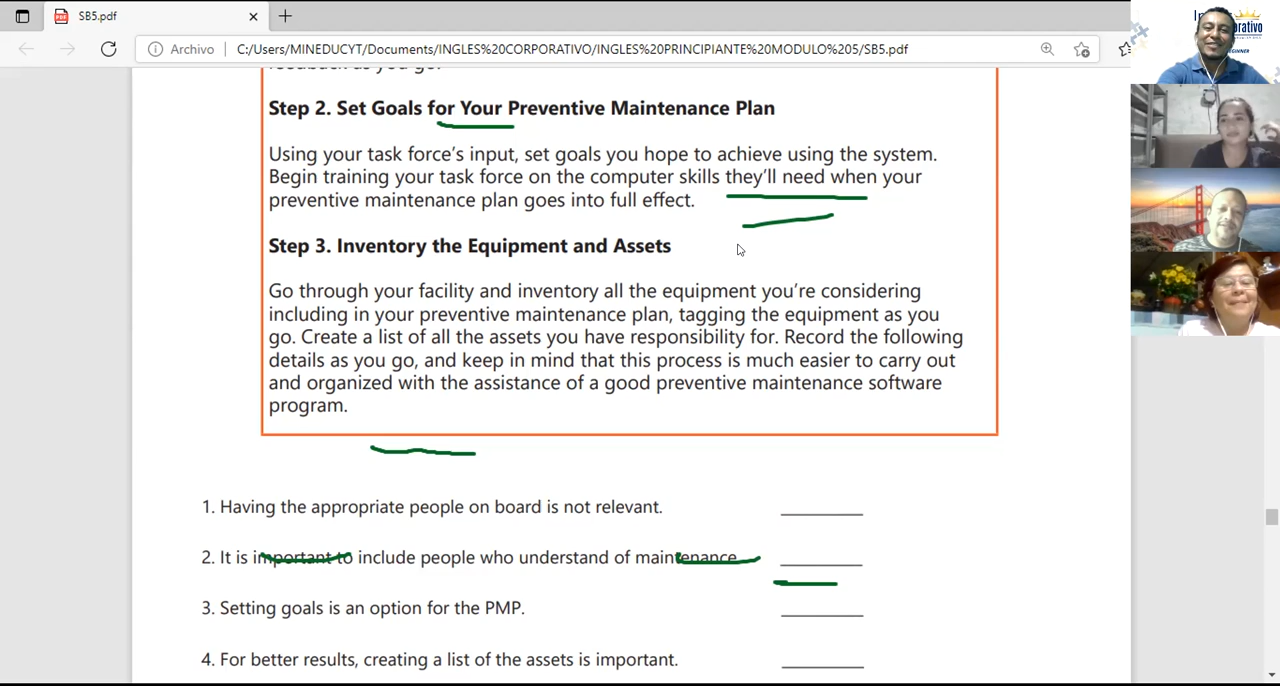 SB5.pdf
Archivo
C:/Users/MINEDUCYT/Documents/INGLES%20CORPORATIVO/INGLES%20PRINCIPIANTE%20MODULO%205/SB5.pdf
feedback as you go.
Step 2. Set Goals for Your Preventive Maintenance Plan
Using your task force's input, set goals you hope to achieve using the system.
Begin training your task force on the computer skills they'll need when your
preventive maintenance plan goes into full effect.
Step 3. Inventory the Equipment and Assets
Go through your facility and inventory all the equipment you're considering
including in your preventive maintenance plan, tagging the equipment as you
go. Create a list of all the assets you have responsibility for. Record the following
details as you go, and keep in mind that this process is much easier to carry out
and organized with the assistance of a good preventive maintenance software
program.
1. Having the appropriate people on board is not relevant.
2. It is important to include people who understand of maintenance
3. Setting goals is an option for the PMP.
4. For better results, creating a list of the assets is important.